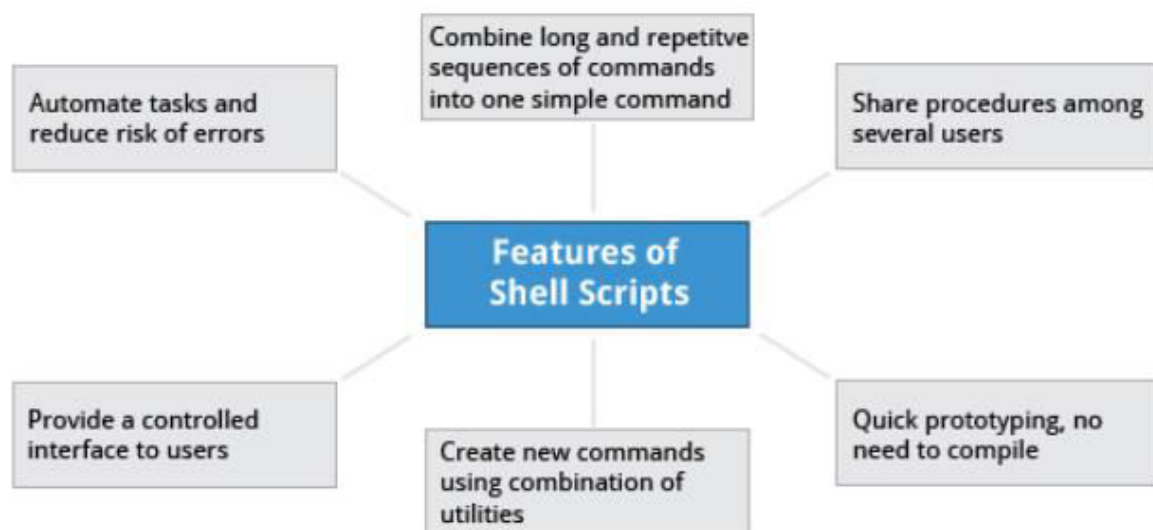 Combine long and repetitve
sequences of commands
into one simple command
Automate tasks and
reduce risk of errors
Share procedures among
several users
Features of
Shell Scripts
Provide a controlled
interface to users
Create new commands
using combination of
utilities
Quick prototyping, no
need to compile